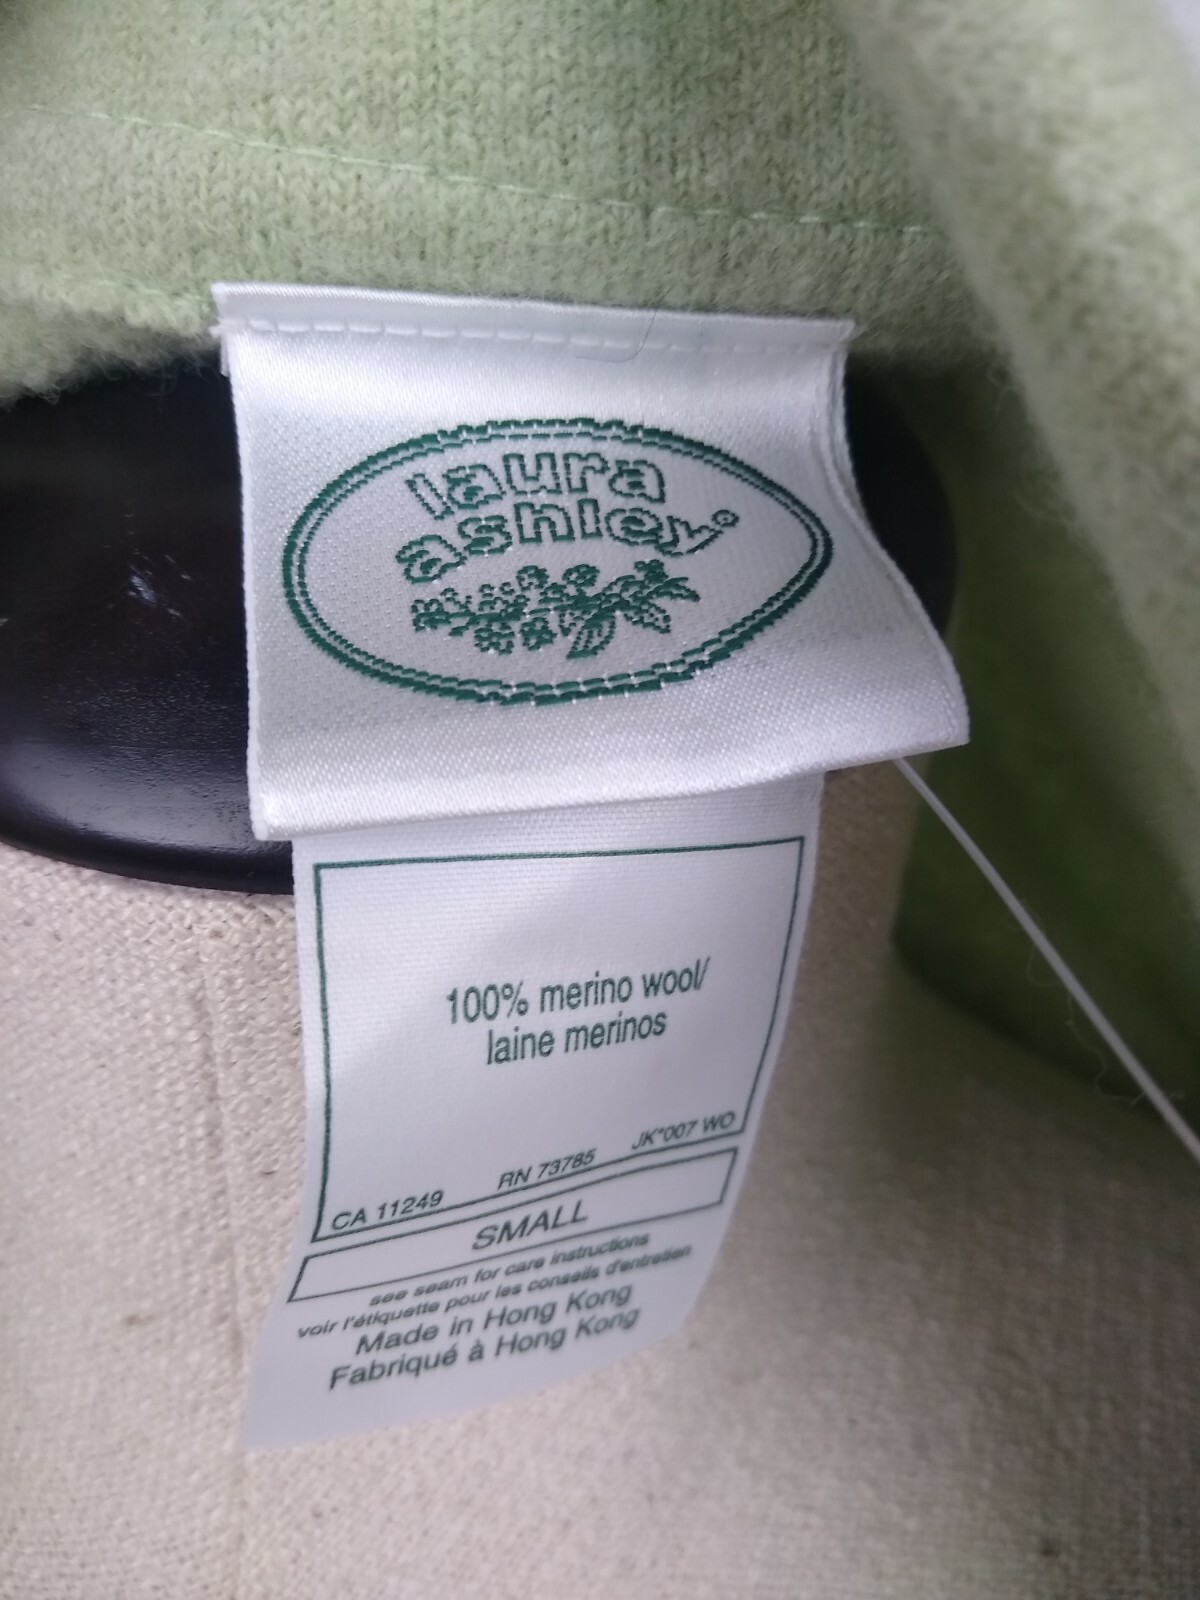 laura
ashley®
100% merino wool/
laine merinos
CA 11249 RN 73785 JK*007 WO
SMALL
see seam for care instructions
voir l'étiquette pour les conseils d'entretien
Made in Hong Kong
Fabriqué à Hong Kong